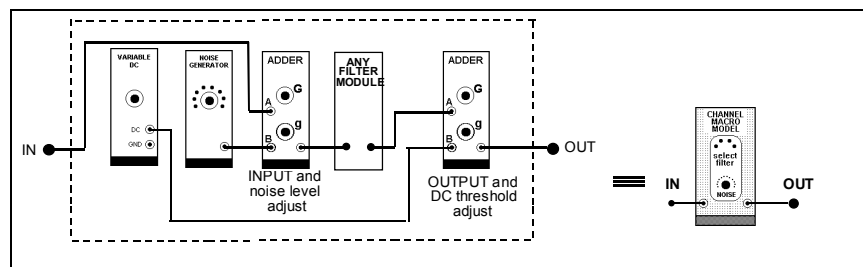 VARIABLE
DC
DC
GND
NOISE
GENERATOR
ADDER
G
A
g
B
INPUT and
noise level
adjust
ANY
FILTER
MODULE
ADDER
G
A
g
B
OUTPUT and
DC threshold
adjust
IN
OUT
CHANNEL
MACRO
MODEL
select
filter
NOISE
IN
OUT